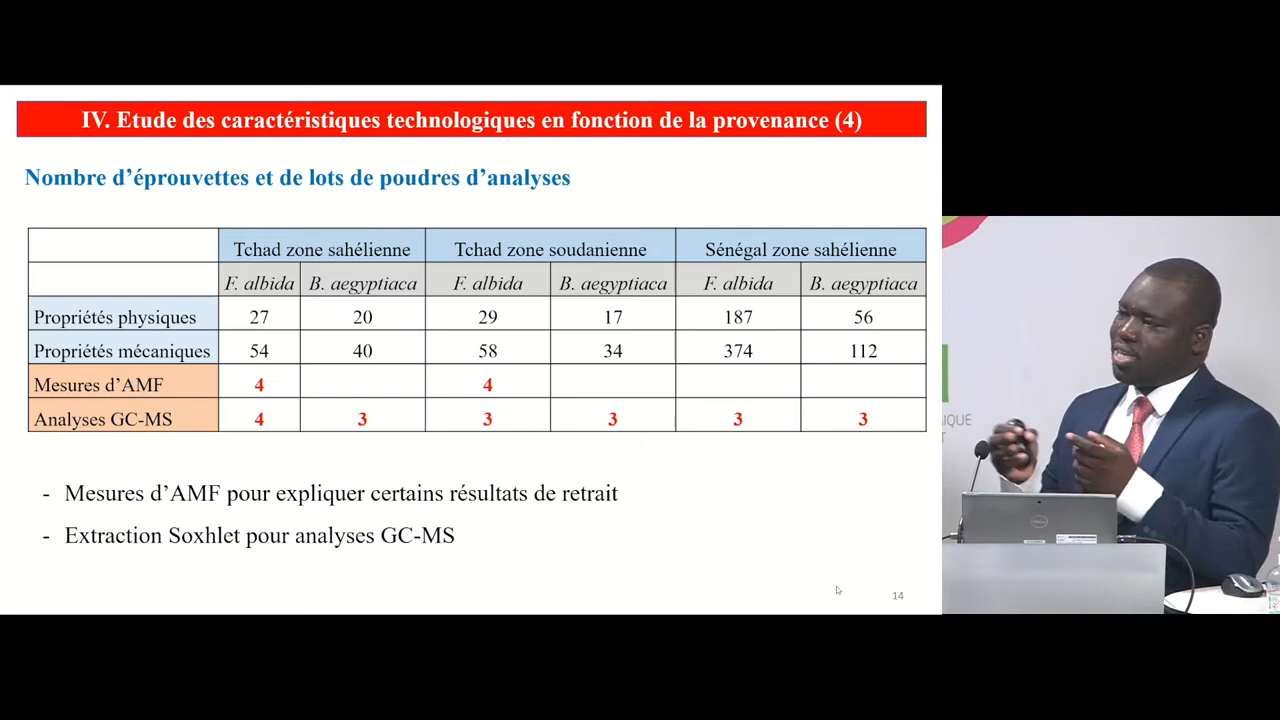 IV. Etude des caractéristiques technologiques en fonction de la provenance (4)
Nombre d’éprouvettes et de lots de poudres d’analyses
Tchad zone sahélienne Tchad zone soudanienne Sénégal zone sahélienne
F. albida B. aegyptiaca F. albida B. aegyptiaca F. albida B. aegyptiaca
Propriétés physiques 27 20 29 17 187 56
Propriétés mécaniques 54 40 58 34 374 112
Mesures d’AMF 4 4
Analyses GC-MS 4 3 3 3 3 3
- Mesures d’AMF pour expliquer certains résultats de retrait
- Extraction Soxhlet pour analyses GC-MS
14
DELL